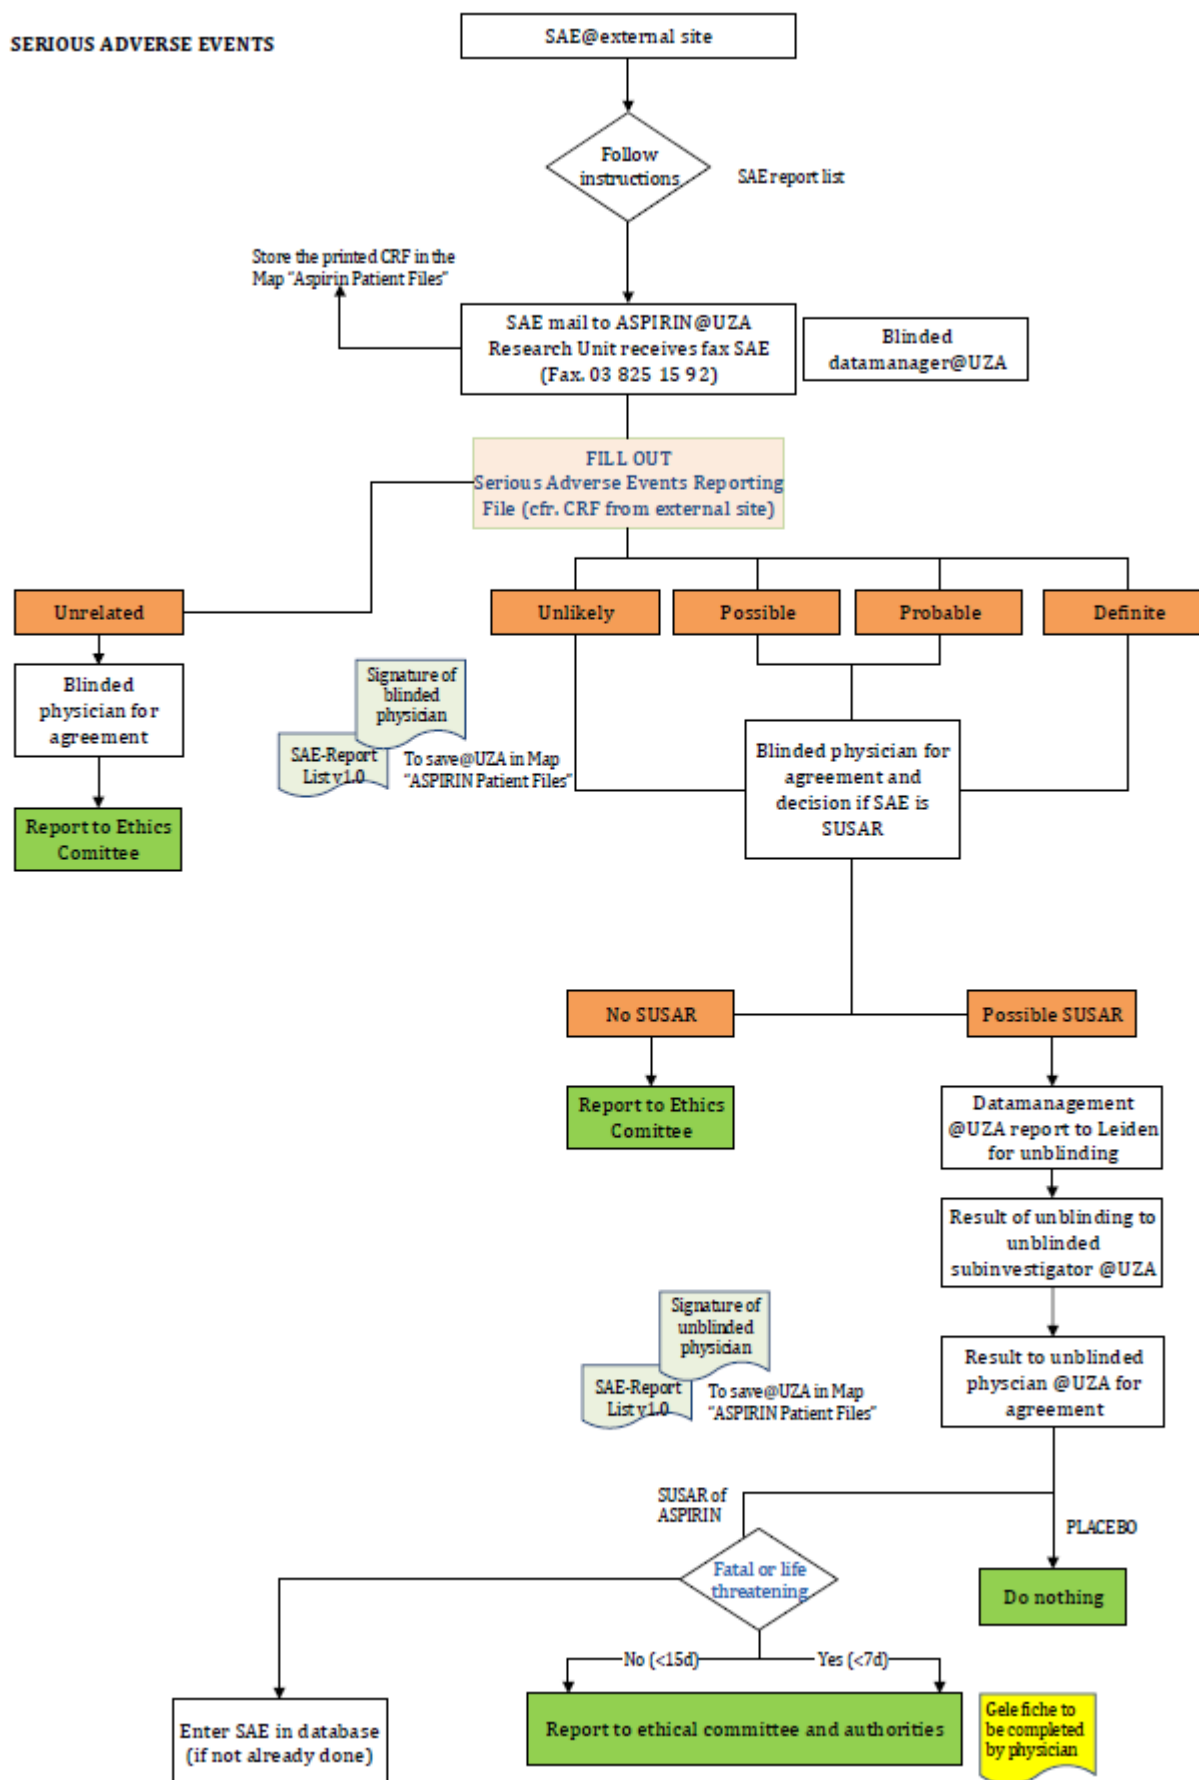 SERIOUS ADVERSE EVENTS
SAE@external site
Follow
instructions
SAE report list
Store the printed CRF in the
Map "Aspirin Patient Files"
SAE mail to ASPIRIN@UZA
Research Unit receives fax SAE
(Fax. 03 825 15 92)
Blinded
datamanager@UZA
FILL OUT
Serious Adverse Events Reporting
File (cfr. CRF from external site)
Unrelated
Unlikely
Possible
Probable
Definite
Blinded
physician for
agreement
Signature of
blinded
physician
SAE-Report
List v1.0
To save@UZA in Map
"ASPIRIN Patient Files"
Blinded physician for
agreement and
decision if SAE is
SUSAR
Report to Ethics
Comittee
No SUSAR
Possible SUSAR
Report to Ethics
Comittee
Datamanagement
@UZA report to Leiden
for unblinding
Result of unblinding to
unblinded
subinvestigator @UZA
Signature of
unblinded
physician
SAE-Report
List v1.0
To save@UZA in Map
"ASPIRIN Patient Files"
Result to unblinded
physcian @UZA for
agreement
SUSAR of
ASPIRIN
PLACEBO
Fatal or life
threatening
Do nothing
No (<15d)
Yes (<7d)
Enter SAE in database
(if not already done)
Report to ethical committee and authorities
Gele fiche to
be completed
by physician